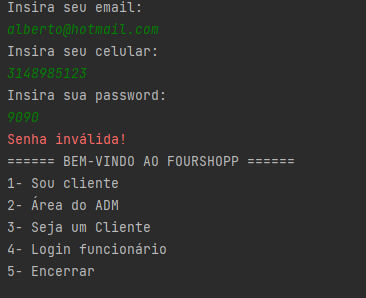 Insira seu email:
alberto@hotmail.com
Insira seu celular:
3148985123
Insira sua password:
9090
Senha inválida!
====== BEM-VINDO AO FOURSHOPP ======
1- Sou cliente
2- Área do ADM
3- Seja um Cliente
4- Login funcionário
5- Encerrar